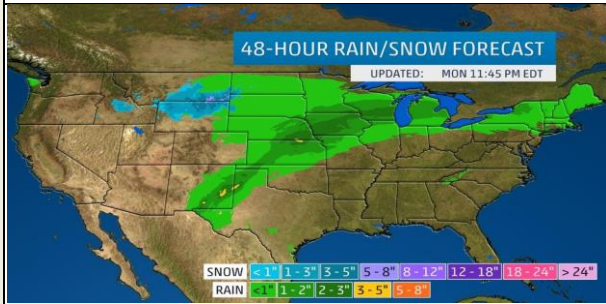 48-HOUR RAIN/SNOW FORECAST
UPDATED: MON 11:45 PM EDT
SNOW <1" 1-3" 3-5" 5-8" 8-12" 12-18" 18-24" >24"
RAIN <1" 1-2" 2-3" 3-5" 5-8"